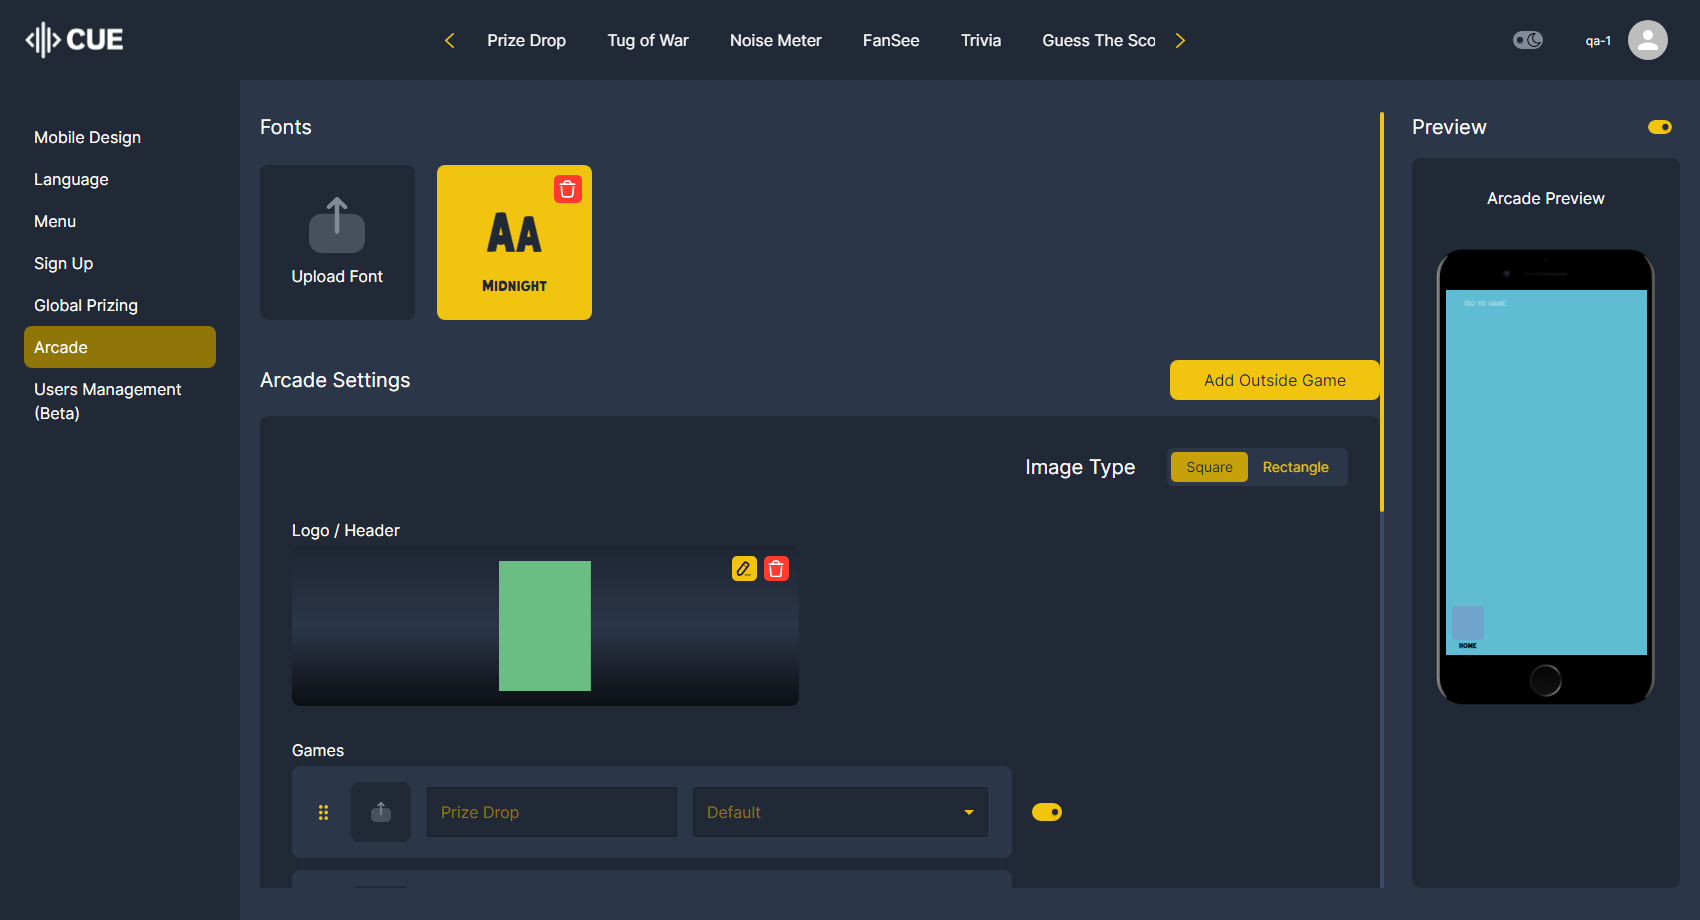 CUE
Prize Drop
Tug of War
Noise Meter
FanSee
Trivia
Guess The Sco
qa-1
Mobile Design
Language
Menu
Sign Up
Global Prizing
Arcade
Users Management
(Beta)
Fonts
Upload Font
AA
MIDNIGHT
Arcade Settings
Add Outside Game
Image Type
Square
Rectangle
Logo / Header
Games
Prize Drop
Default
Preview
Arcade Preview
GO TO GAME
HOME